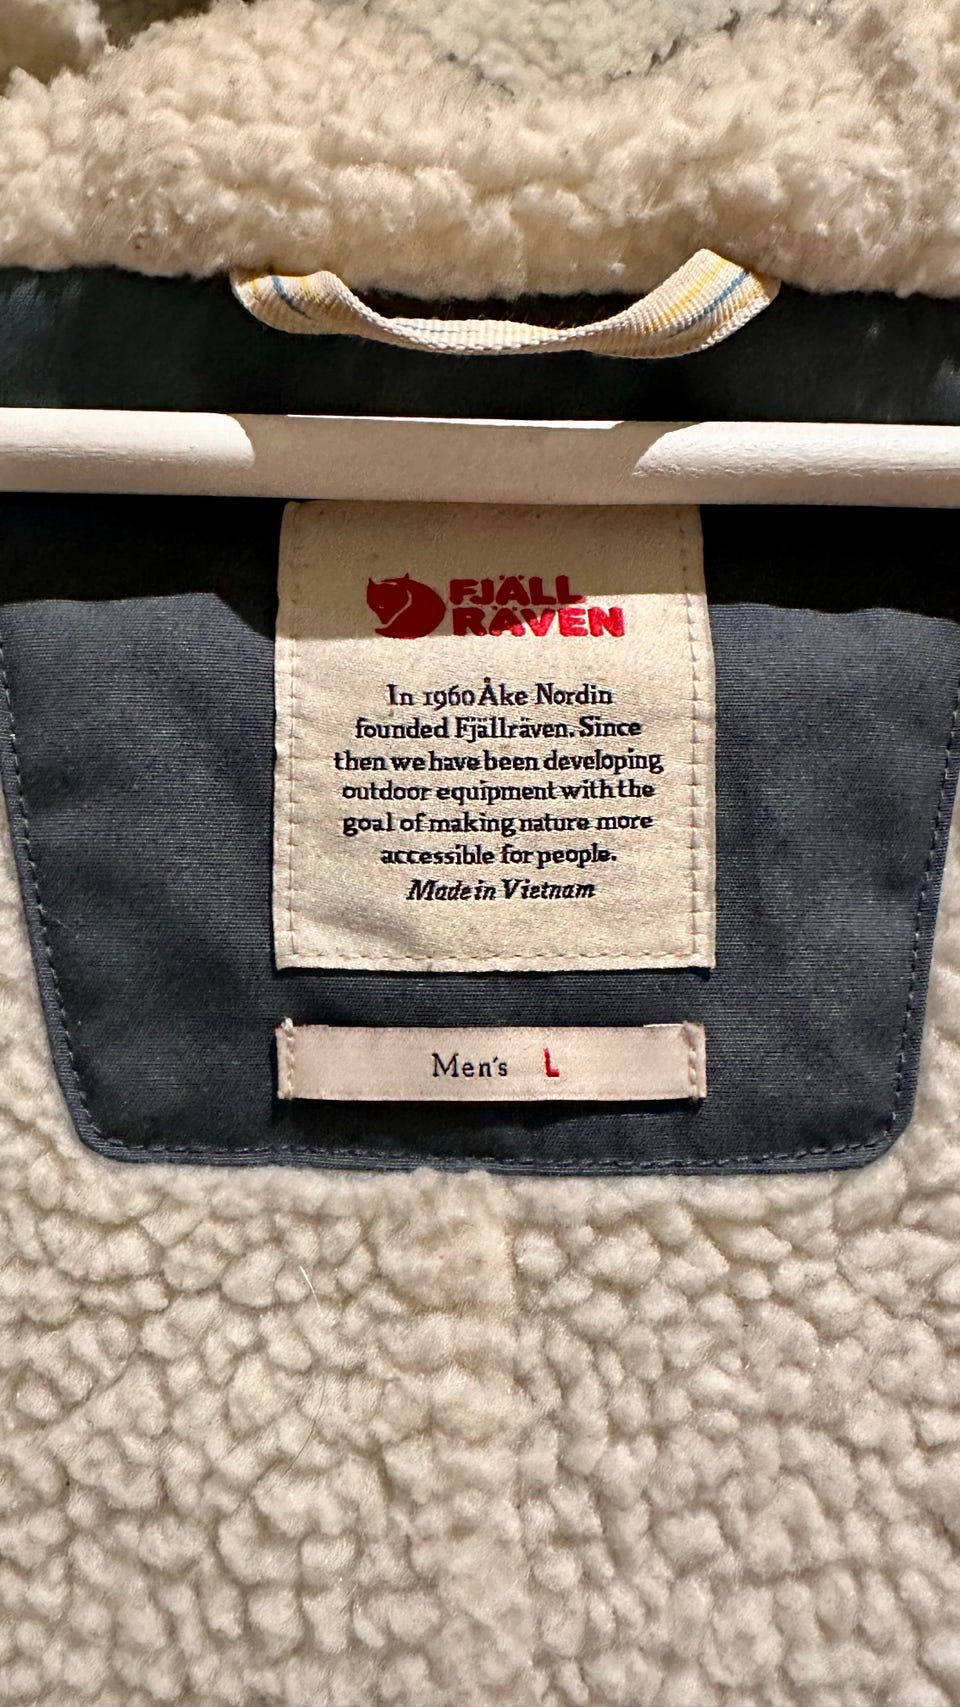 FJÄLL
RÄVEN
In 1960 Åke Nordin
founded Fjällräven. Since
then we have been developing
outdoor equipment with the
goal of making nature more
accessible for people.
Made in Vietnam
Men's L